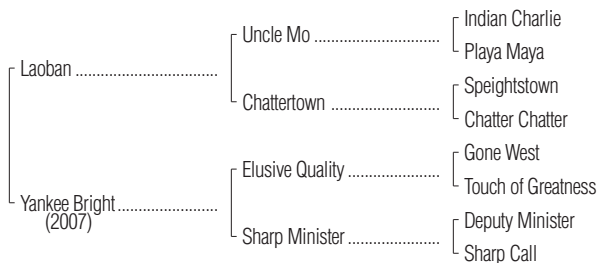 Indian Charlie
Uncle Mo ..............................
Playa Maya
Laoban ..................................
Speightstown
Chattertown ..........................
Chatter Chatter
Gone West
Elusive Quality ......................
Touch of Greatness
Yankee Bright ........................
(2007)
Deputy Minister
Sharp Minister ......................
Sharp Call